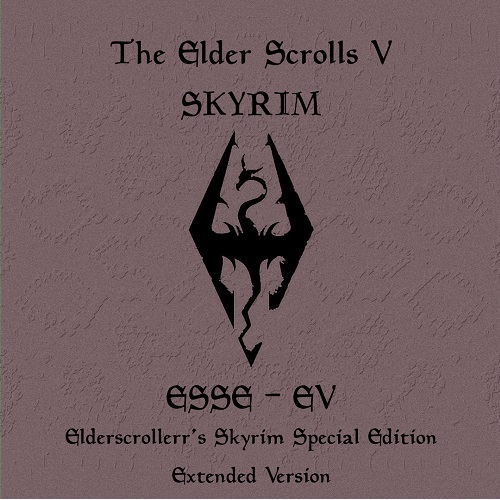 The Elder Scrolls V
SKYRIM
ESSE - EV
Elderscrollerr's Skyrim Special Edition
Extended Version